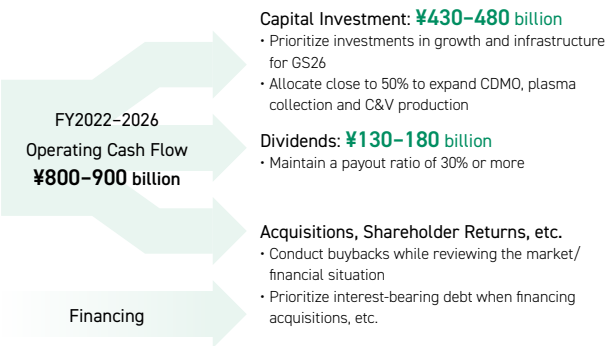 FY2022–2026
Operating Cash Flow
¥800–900 billion
Financing
Capital Investment: ¥430–480 billion
・Prioritize investments in growth and infrastructure
for GS26
・Allocate close to 50% to expand CDMO, plasma
collection and C&V production
Dividends: ¥130–180 billion
・Maintain a payout ratio of 30% or more
Acquisitions, Shareholder Returns, etc.
・Conduct buybacks while reviewing the market/
financial situation
・Prioritize interest-bearing debt when financing
acquisitions, etc.